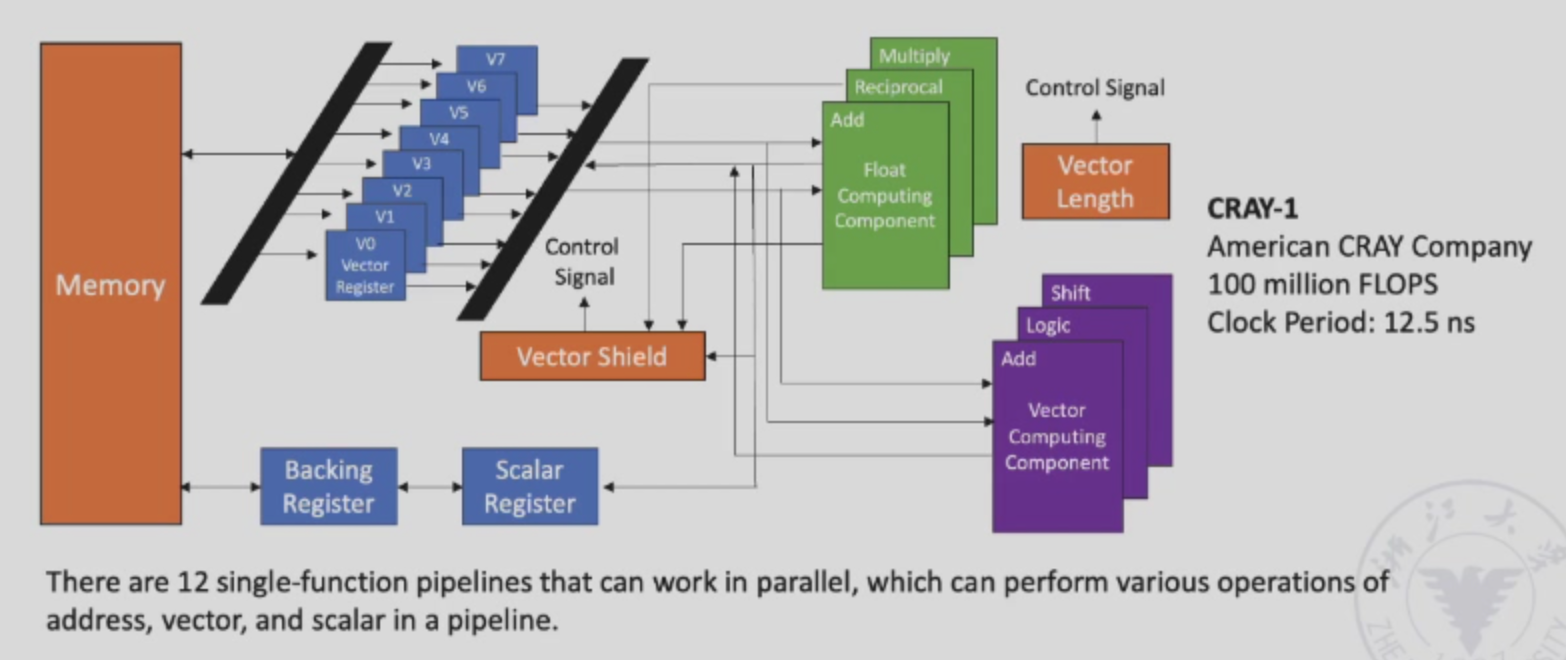 Memory
V7
V6
V5
V4
V3
V2
V1
V0
Vector
Register
Control
Signal
Vector Shield
Backing
Register
Scalar
Register
Multiply
Reciprocal
Add
Float
Computing
Component
Control Signal
Vector
Length
Shift
Logic
Add
Vector
Computing
Component
CRAY-1
American CRAY Company
100 million FLOPS
Clock Period: 12.5 ns
There are 12 single-function pipelines that can work in parallel, which can perform various operations of
address, vector, and scalar in a pipeline.